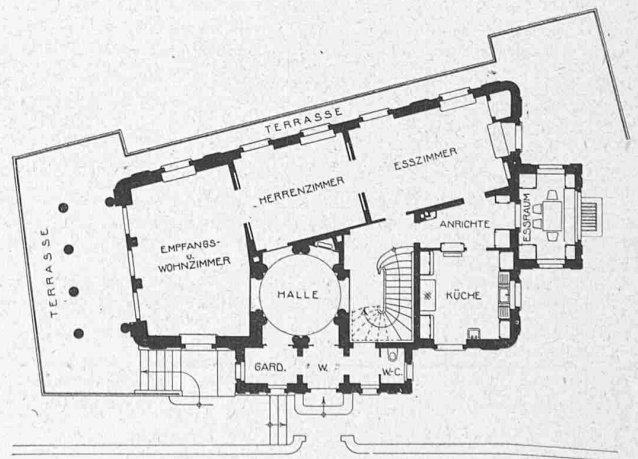 TERRASSE
TERRASSE
HERRENZIMMER
ESSZIMMER
EMPFANGS-
U.
WOHNZIMMER
ANRICHTE
ESSRAUM
HALLE
KÜCHE
GARD.
W.
W.C.